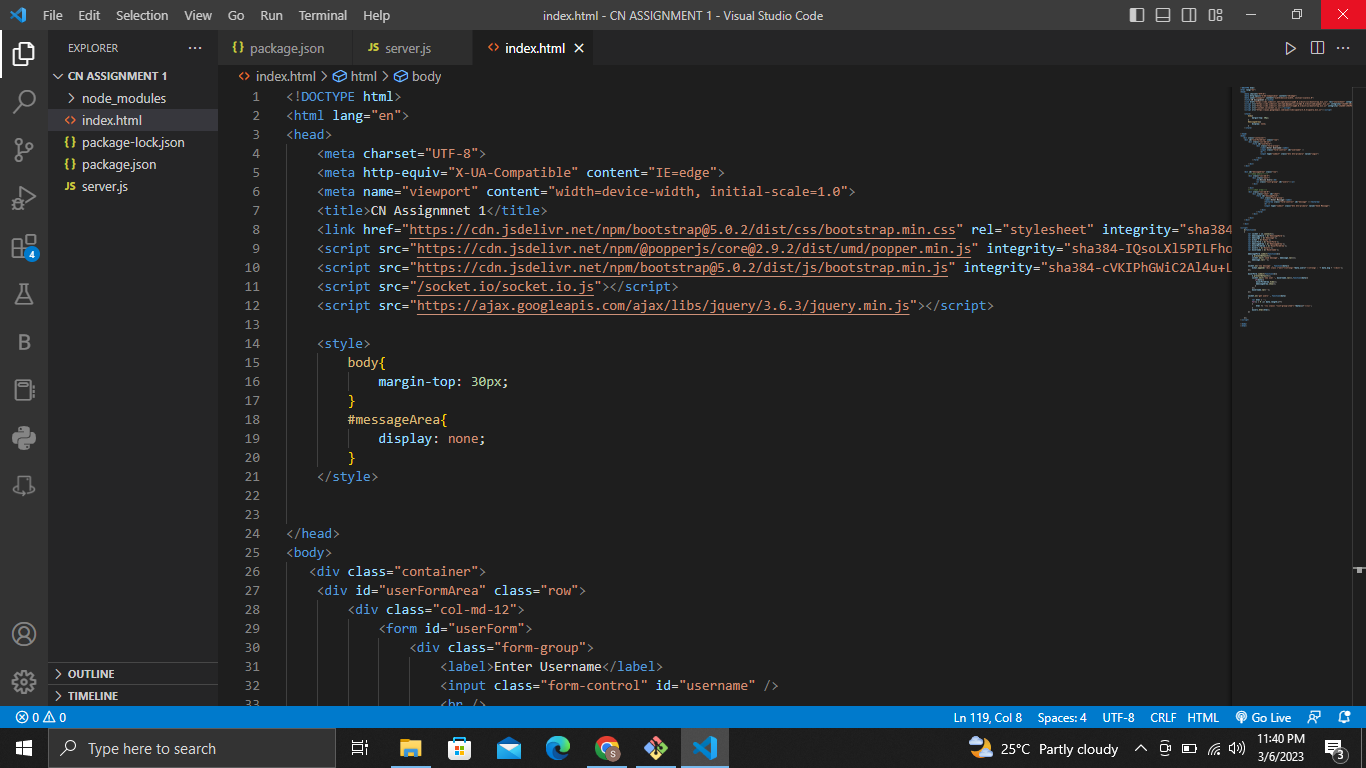 File Edit Selection View Go Run Terminal Help index.html - CN ASSIGNMENT 1 - Visual Studio Code
EXPLORER
CN ASSIGNMENT 1
node_modules
index.html
package-lock.json
package.json
server.js
OUTLINE
TIMELINE
4
package.json server.js index.html
index.html > html > body
1 <!DOCTYPE html>
2 <html lang="en">
3 <head>
4 <meta charset="UTF-8">
5 <meta http-equiv="X-UA-Compatible" content="IE=edge">
6 <meta name="viewport" content="width=device-width, initial-scale=1.0">
7 <title>CN Assignmnet 1</title>
8 <link href="https://cdn.jsdelivr.net/npm/bootstrap@5.0.2/dist/css/bootstrap.min.css" rel="stylesheet" integrity="sha384
9 <script src="https://cdn.jsdelivr.net/npm/@popperjs/core@2.9.2/dist/umd/popper.min.js" integrity="sha384-IQsoLXl5PILFho
10 <script src="https://cdn.jsdelivr.net/npm/bootstrap@5.0.2/dist/js/bootstrap.min.js" integrity="sha384-cVKIPhGWiC2Al4u+L
11 <script src="/socket.io/socket.io.js"></script>
12 <script src="https://ajax.googleapis.com/ajax/libs/jquery/3.6.3/jquery.min.js"></script>
13
14 <style>
15 body{
16 margin-top: 30px;
17 }
18 #messageArea{
19 display: none;
20 }
21 </style>
22
23
24 </head>
25 <body>
26 <div class="container">
27 <div id="userFormArea" class="row">
28 <div class="col-md-12">
29 <form id="userForm">
30 <div class="form-group">
31 <label>Enter Username</label>
32 <input class="form-control" id="username" />
33 <br />
0 0 Ln 119, Col 8 Spaces: 4 UTF-8 CRLF HTML Go Live
Type here to search 25°C Partly cloudy 11:40 PM
3/6/2023 3